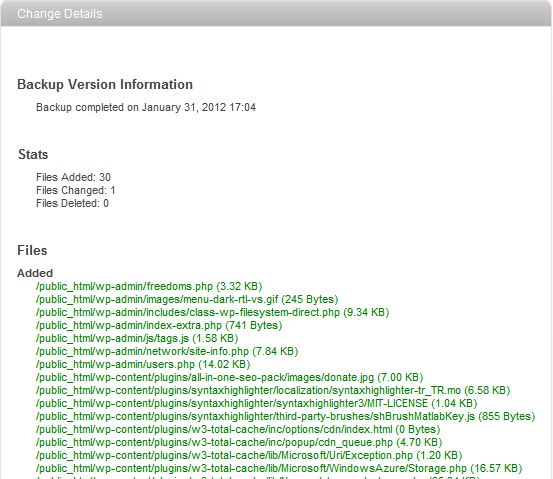 Change Details
Backup Version Information
Backup completed on January 31, 2012 17:04
Stats
Files Added: 30
Files Changed: 1
Files Deleted: 0
Files
Added
/public_html/wp-admin/freedoms.php (3.32 KB)
/public_html/wp-admin/images/menu-dark-rtl-vs.gif (245 Bytes)
/public_html/wp-admin/includes/class-wp-filesystem-direct.php (9.34 KB)
/public_html/wp-admin/index-extra.php (741 Bytes)
/public_html/wp-admin/js/tags.js (1.58 KB)
/public_html/wp-admin/network/site-info.php (7.84 KB)
/public_html/wp-admin/users.php (14.02 KB)
/public_html/wp-content/plugins/all-in-one-seo-pack/images/donate.jpg (7.00 KB)
/public_html/wp-content/plugins/syntaxhighlighter/localization/syntaxhighlighter-tr_TR.mo (6.58 KB)
/public_html/wp-content/plugins/syntaxhighlighter/syntaxhighlighter3/MIT-LICENSE (1.04 KB)
/public_html/wp-content/plugins/syntaxhighlighter/third-party-brushes/shBrushMatlabKey.js (855 Bytes)
/public_html/wp-content/plugins/w3-total-cache/inc/options/cdn/index.html (0 Bytes)
/public_html/wp-content/plugins/w3-total-cache/inc/popup/cdn_queue.php (4.70 KB)
/public_html/wp-content/plugins/w3-total-cache/lib/Microsoft/Uri/Exception.php (1.20 KB)
/public_html/wp-content/plugins/w3-total-cache/lib/Microsoft/WindowsAzure/Storage.php (16.57 KB)